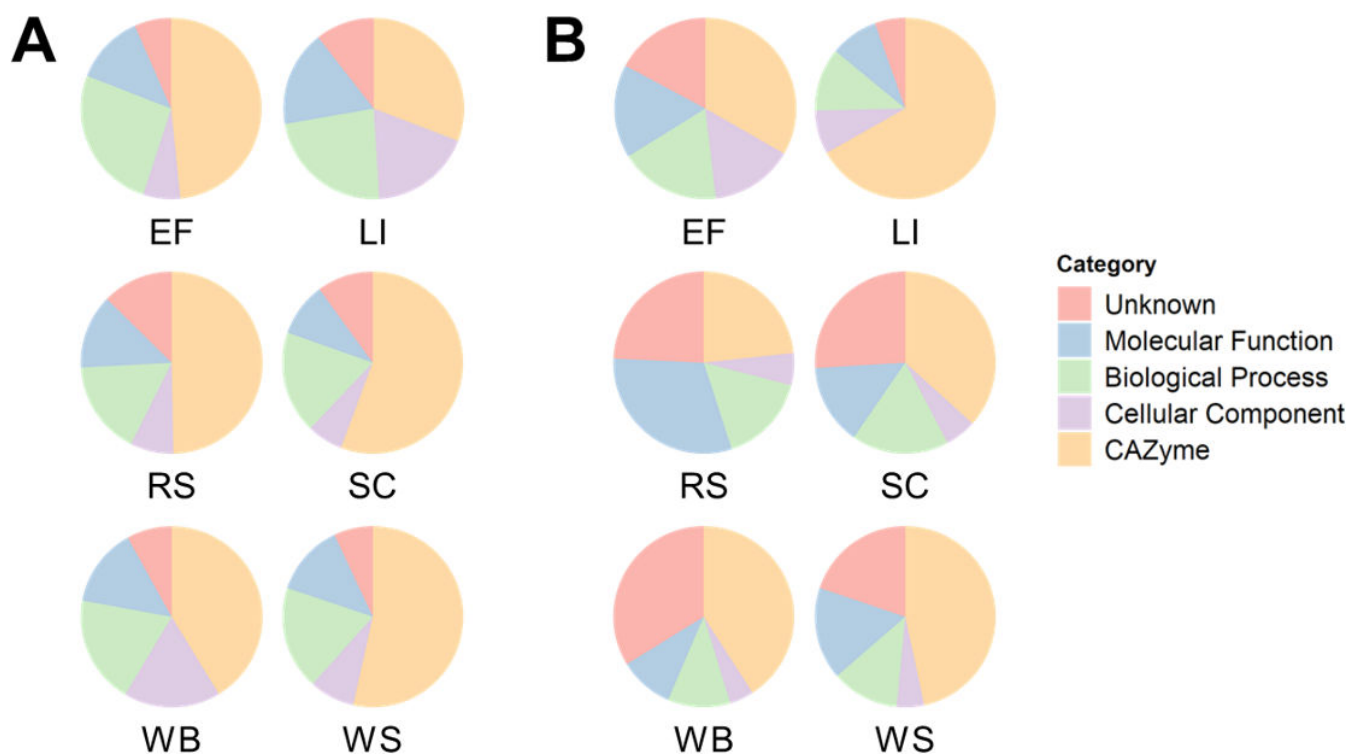 A
B
EF
LI
EF
LI
RS
SC
RS
SC
WB
WS
WB
WS
Category
Unknown
Molecular Function
Biological Process
Cellular Component
CAZyme